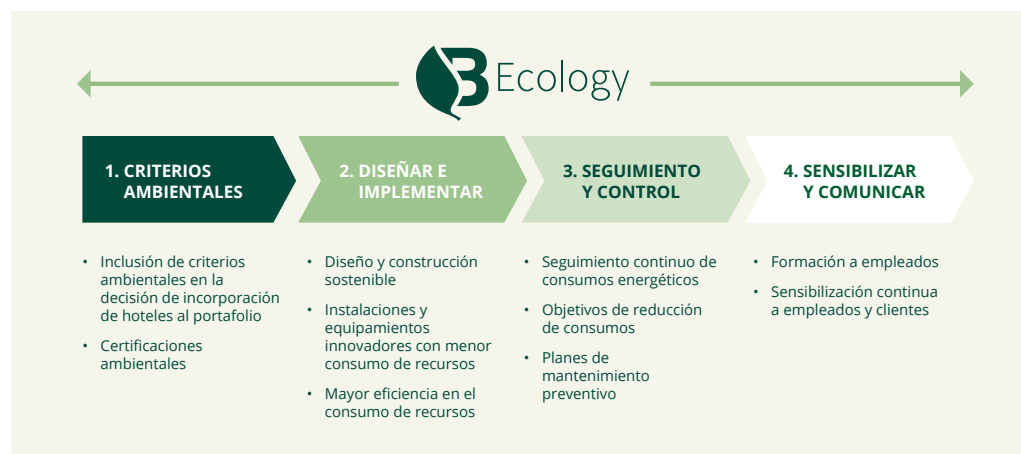 B Ecology
1. CRITERIOS
AMBIENTALES
2. DISEÑAR E
IMPLEMENTAR
3. SEGUIMIENTO
Y CONTROL
4. SENSIBILIZAR
Y COMUNICAR
• Inclusión de criterios
ambientales en la
decisión de incorporación
de hoteles al portafolio
• Certificaciones
ambientales
• Diseño y construcción
sostenible
• Instalaciones y
equipamientos
innovadores con menor
consumo de recursos
• Mayor eficiencia en el
consumo de recursos
• Seguimiento continuo de
consumos energéticos
• Objetivos de reducción
de consumos
• Planes de
mantenimiento
preventivo
• Formación a empleados
• Sensibilización continua
a empleados y clientes